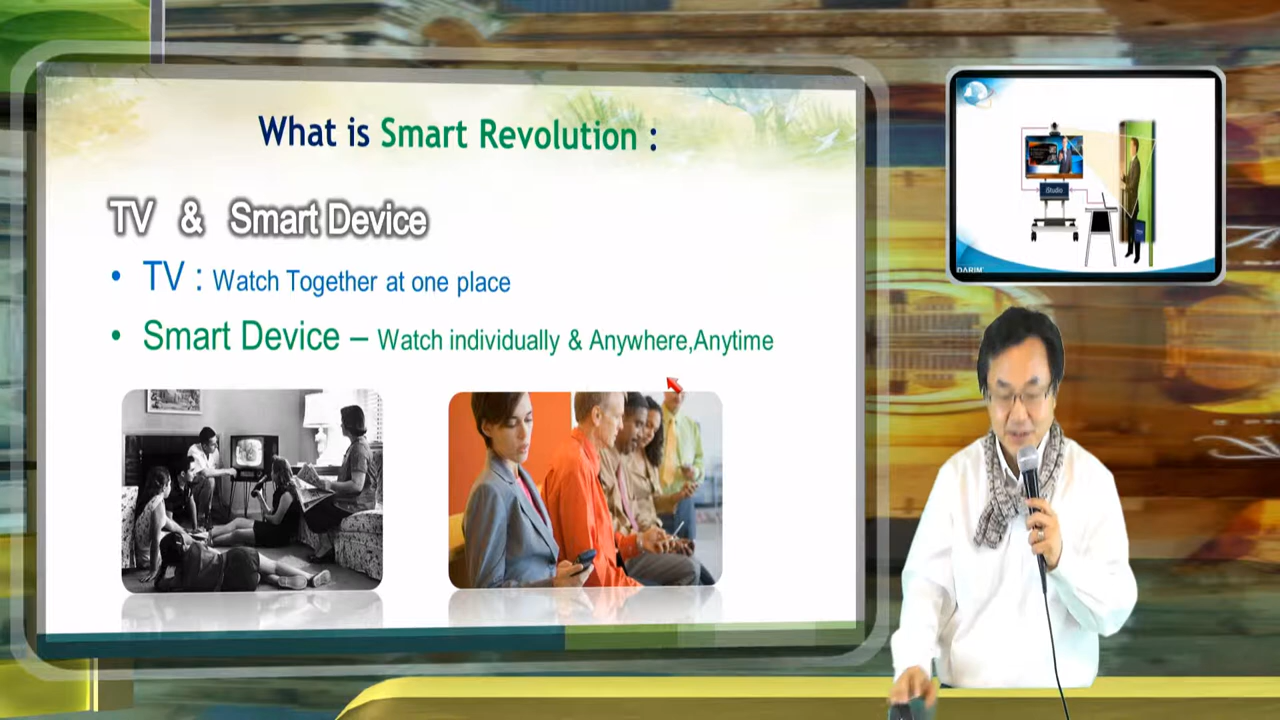 What is Smart Revolution :
TV & Smart Device
• TV : Watch Together at one place
• Smart Device – Watch individually & Anywhere,Anytime
iStudio
DARIM